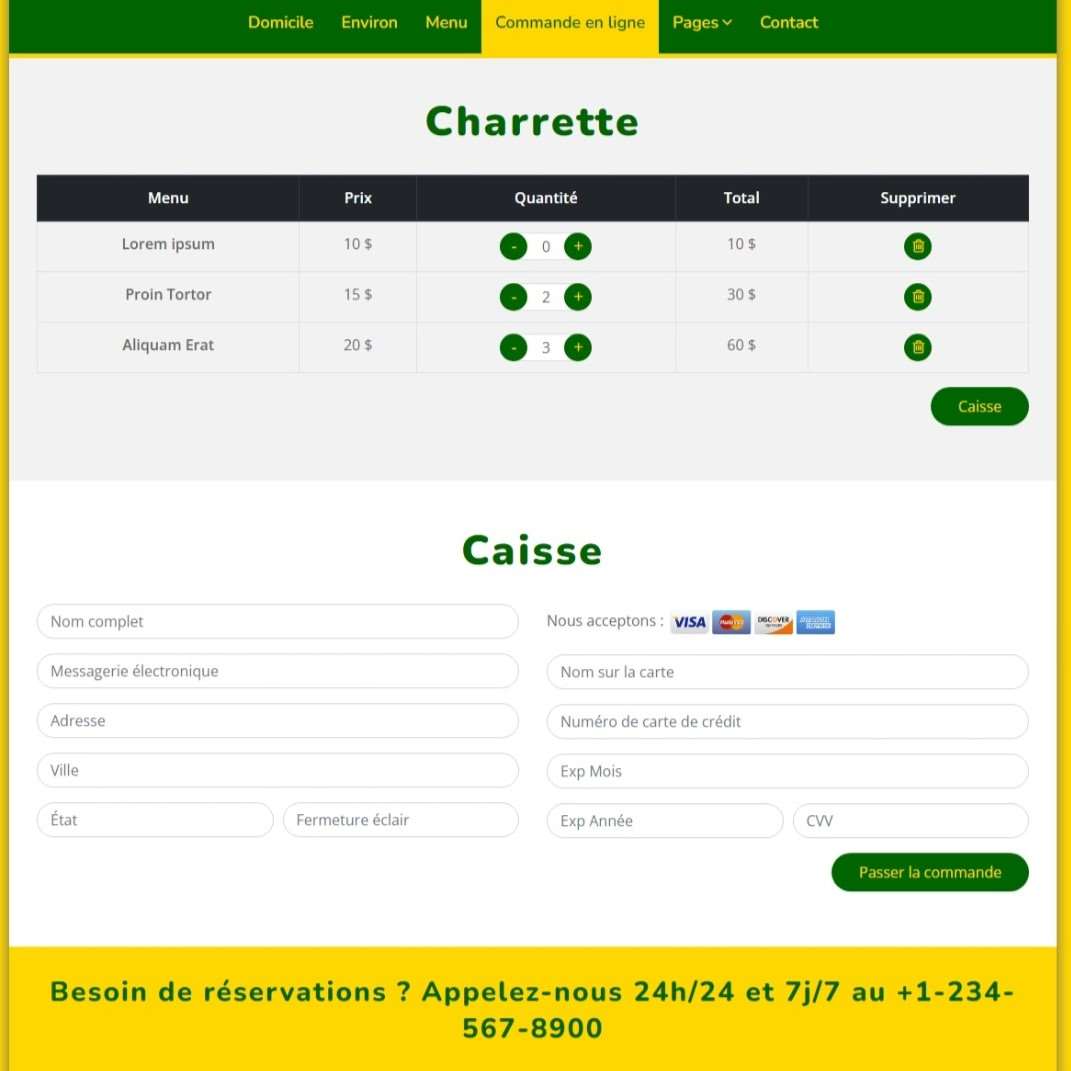 Domicile Environ Menu Commande en ligne Pages Contact
Charrette
Menu Prix Quantité Total Supprimer
Lorem ipsum 10 $ - 0 + 10 $
Proin Tortor 15 $ - 2 + 30 $
Aliquam Erat 20 $ - 3 + 60 $
Caisse
Caisse
Nom complet
Nous acceptons : VISA DISCOVER
Messagerie électronique
Nom sur la carte
Adresse
Numéro de carte de crédit
Ville
Exp Mois
État Fermeture éclair
Exp Année CVV
Passer la commande
Besoin de réservations ? Appelez-nous 24h/24 et 7j/7 au +1-234-
567-8900